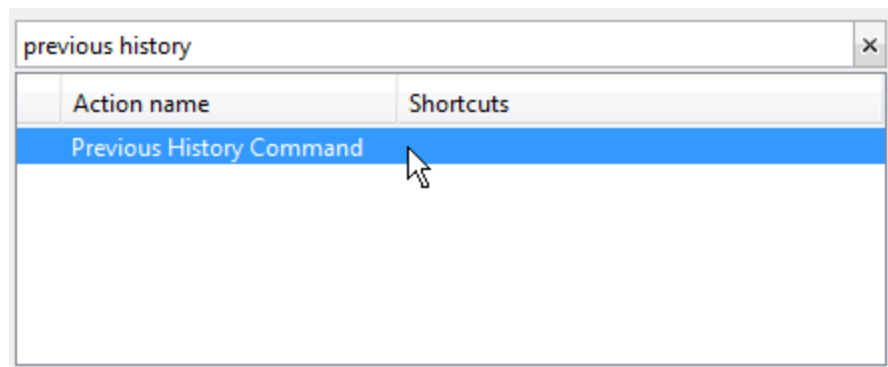 previous history
Action name Shortcuts
Previous History Command